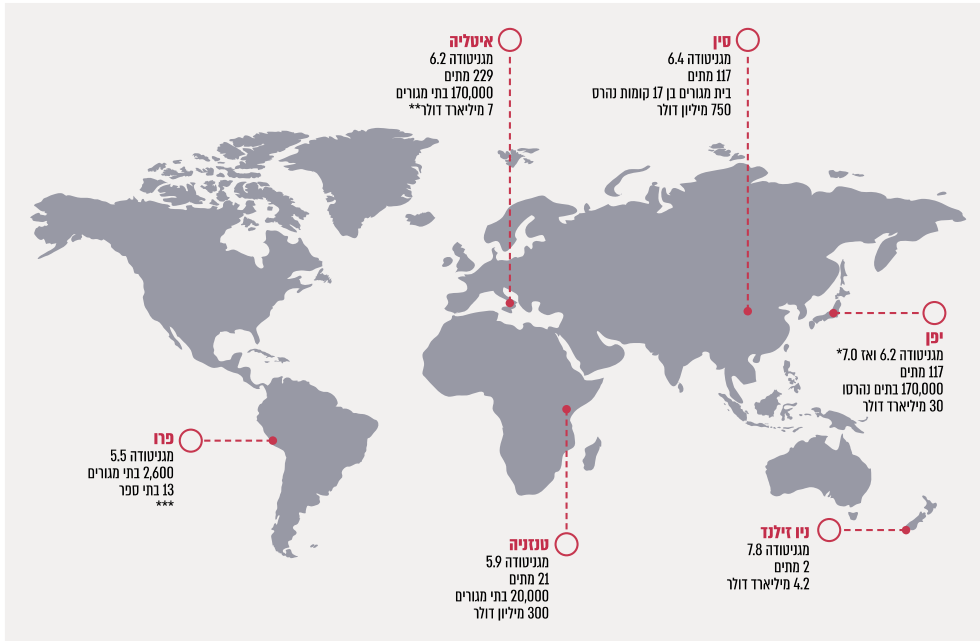 סין
מגניטודה 6.4
117 מתים
בית מגורים בן 17 קומות נהרס
750 מיליון דולר
איטליה
מגניטודה 6.2
229 מתים
170,000 בתי מגורים
7 מיליארד דולר**
יפן
מגניטודה 6.2 ואז 7.0*
117 מתים
170,000 בתים נהרסו
30 מיליארד דולר
פרו
מגניטודה 5.5
2,600 בתי מגורים
13 בתי ספר
***
ניו זילנד
מגניטודה 7.8
2 מתים
4.2 מיליארד דולר
טנזניה
מגניטודה 5.9
21 מתים
20,000 בתי מגורים
300 מיליון דולר